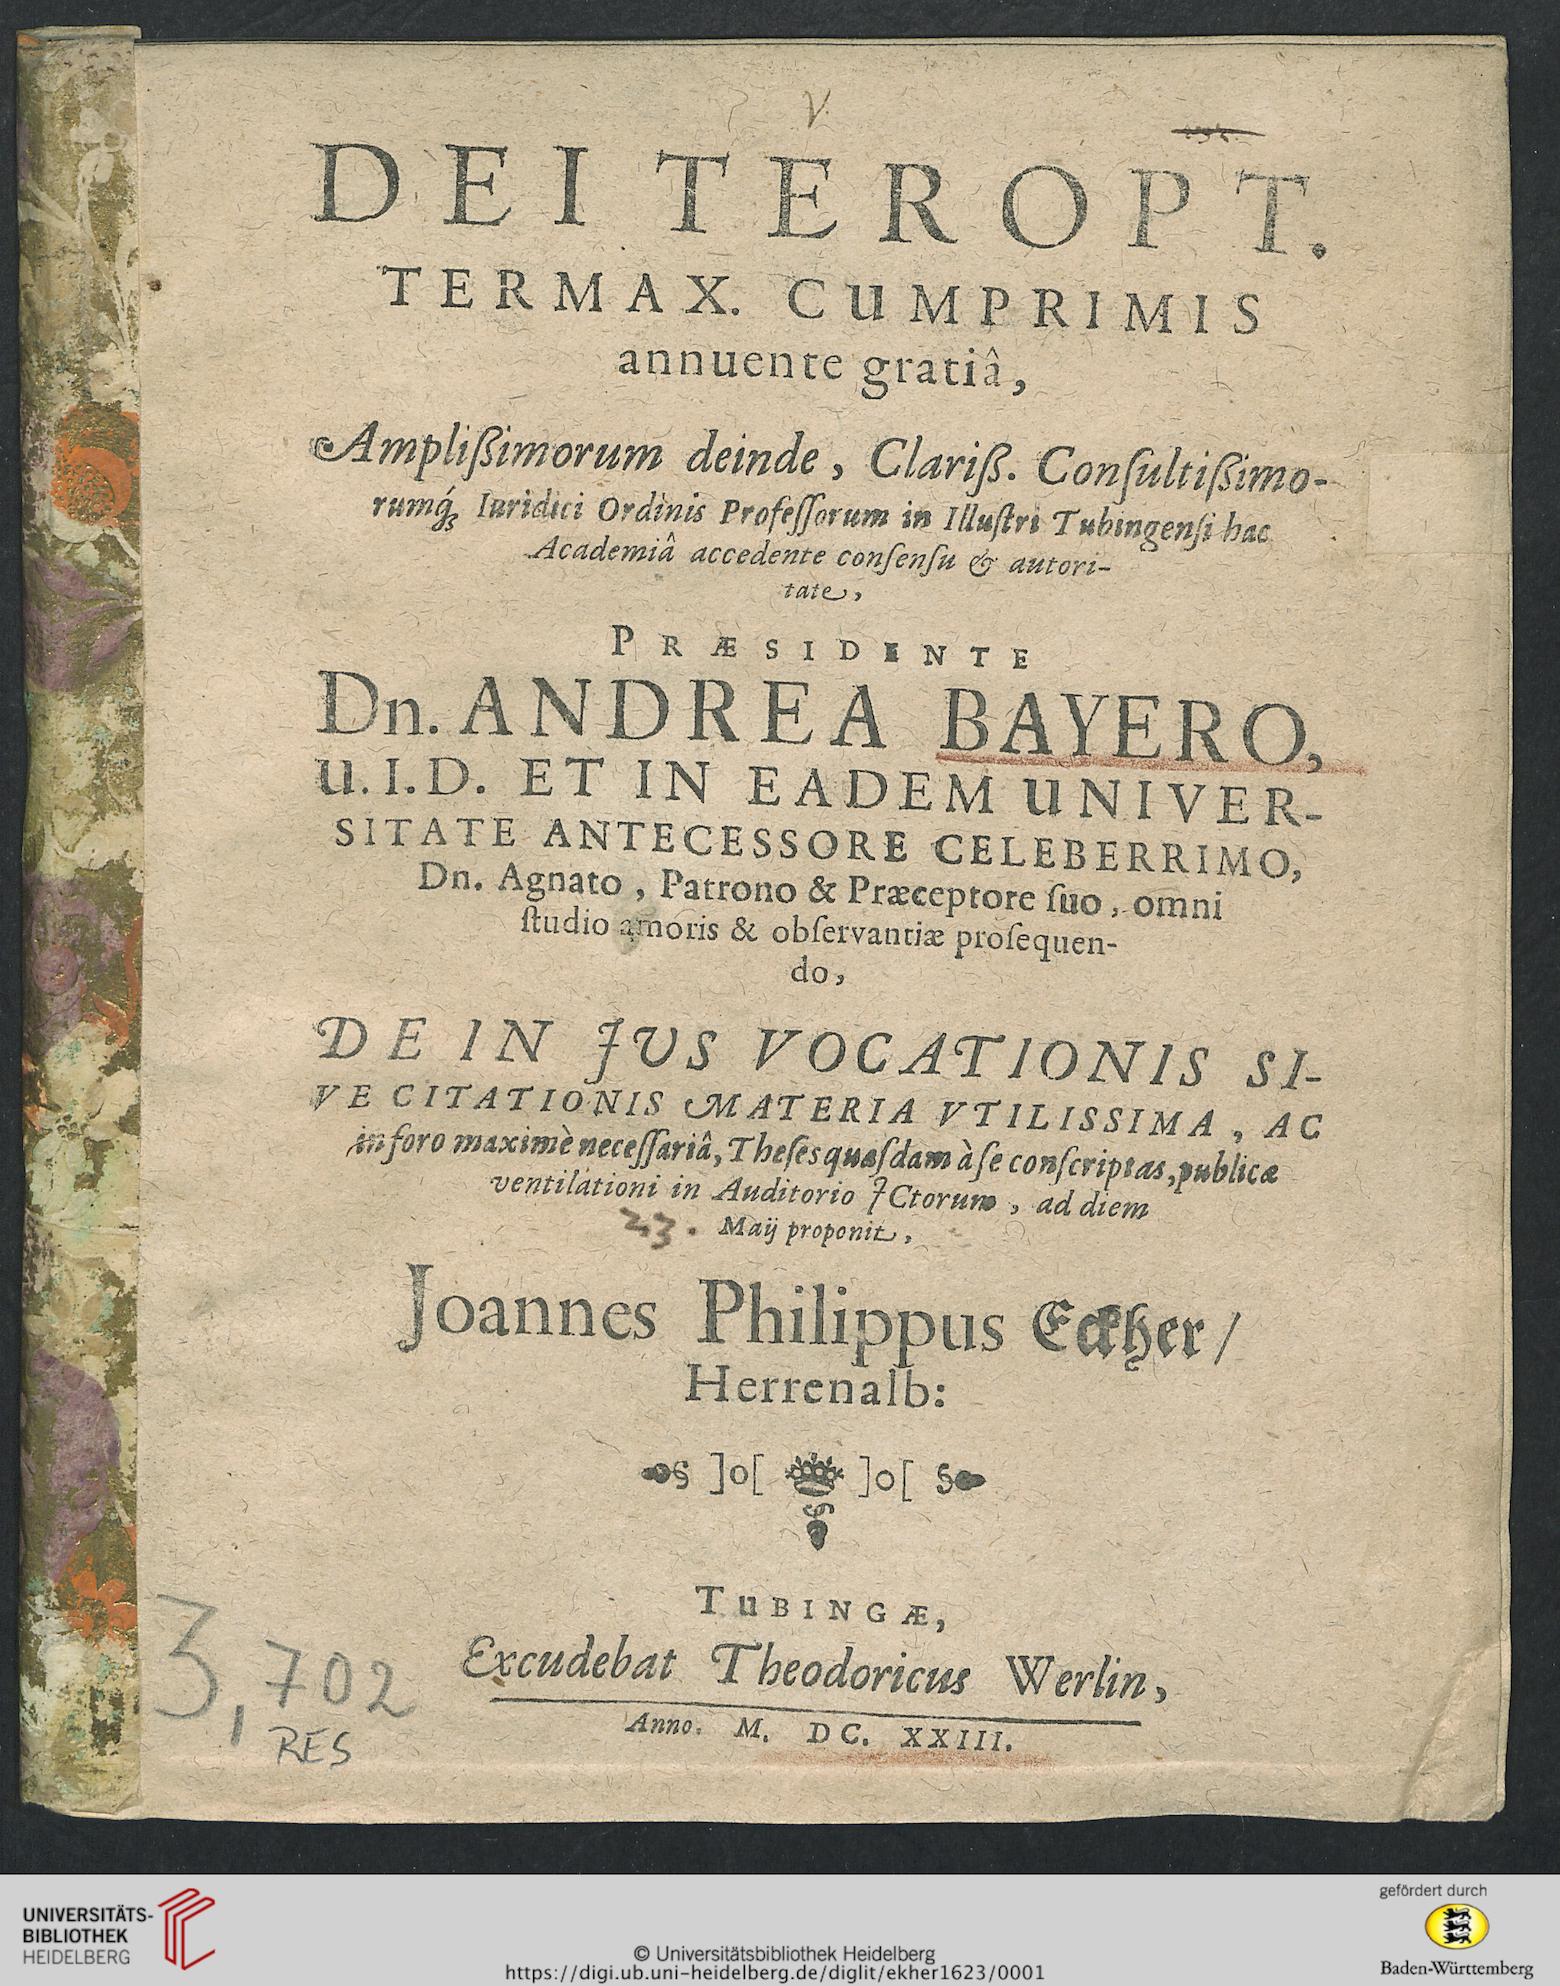 V.
DEI TEROPT.
TERMAX. CUMPRIMIS
annuente gratiâ,
Amplißimorum deinde, Clariß. Conſultißimo-
rumq́; Iuridici Ordinis Profeſſorum in Illuſtri Tubingenſi hac
Academiâ accedente conſenſu & autori-
tate,
PRÆSIDENTE
Dn. ANDREA BAYERO,
U.I.D. ET IN EADEM UNIVER-
SITATE ANTECESSORE CELEBERRIMO,
Dn. Agnato, Patrono & Præceptore ſuo, omni
ſtudio amoris & obſervantiæ proſequen-
do,
DE IN JUS VOCATIONIS SI-
VE CITATIONIS MATERIA VTILISSIMA, AC
in foro maximè neceſſariâ, Theſes quaſdam à ſe conſcriptas, publicæ
ventilationi in Auditorio JCtorum, ad diem
23. Maij proponit,
Joannes Philippus Eckher/
Herrenalb:
§ ]o[ ]o[ §
TUBINGÆ,
Excudebat Theodoricus Werlin,
Anno. M. DC. XXIII.
3,702
RES
UNIVERSITÄTS-
BIBLIOTHEK
HEIDELBERG
© Universitätsbibliothek Heidelberg
https://digi.ub.uni-heidelberg.de/diglit/ekher1623/0001
gefördert durch
Baden-Württemberg